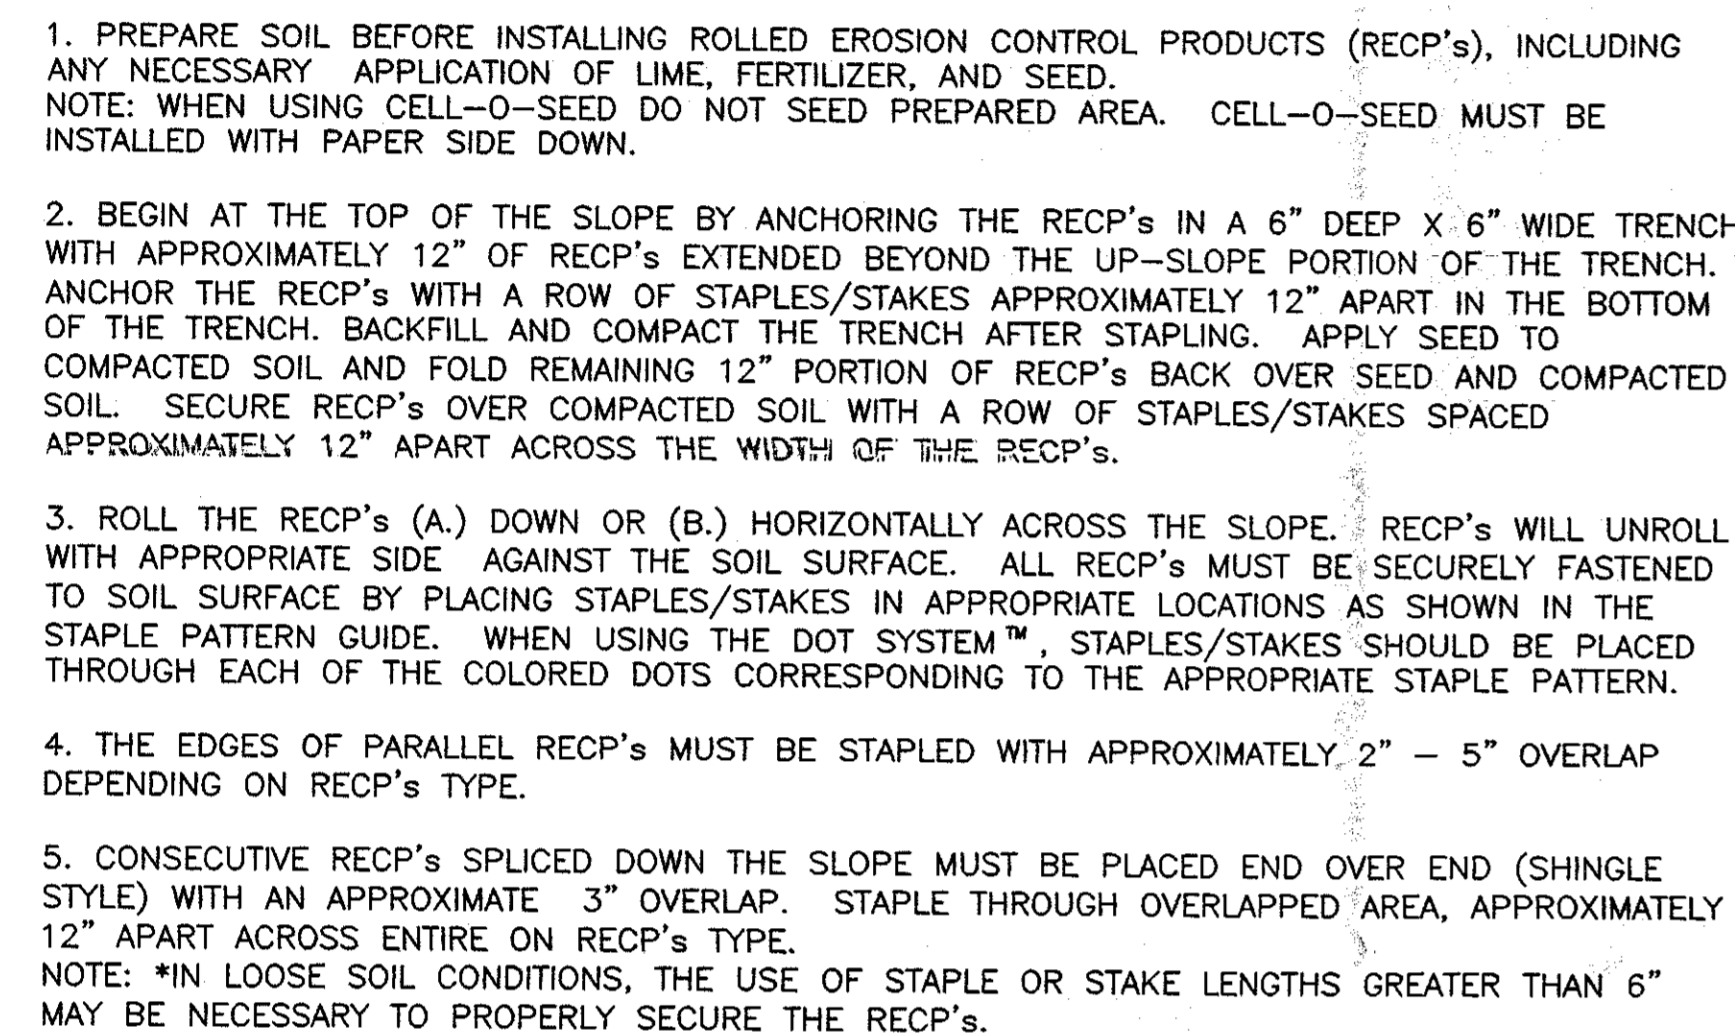 1. PREPARE SOIL BEFORE INSTALLING ROLLED EROSION CONTROL PRODUCTS (RECP's), INCLUDING
ANY NECESSARY APPLICATION OF LIME, FERTILIZER, AND SEED.
NOTE: WHEN USING CELL-O-SEED DO NOT SEED PREPARED AREA. CELL-O-SEED MUST BE
INSTALLED WITH PAPER SIDE DOWN.
2. BEGIN AT THE TOP OF THE SLOPE BY ANCHORING THE RECP's IN A 6" DEEP X 6" WIDE TRENCH
WITH APPROXIMATELY 12" OF RECP's EXTENDED BEYOND THE UP-SLOPE PORTION OF THE TRENCH.
ANCHOR THE RECP's WITH A ROW OF STAPLES/STAKES APPROXIMATELY 12" APART IN THE BOTTOM
OF THE TRENCH. BACKFILL AND COMPACT THE TRENCH AFTER STAPLING. APPLY SEED TO
COMPACTED SOIL AND FOLD REMAINING 12" PORTION OF RECP's BACK OVER SEED AND COMPACTED
SOIL. SECURE RECP's OVER COMPACTED SOIL WITH A ROW OF STAPLES/STAKES SPACED
APPROXIMATELY 12" APART ACROSS THE WIDTH OF THE RECP's.
3. ROLL THE RECP's (A.) DOWN OR (B.) HORIZONTALLY ACROSS THE SLOPE. RECP's WILL UNROLL
WITH APPROPRIATE SIDE AGAINST THE SOIL SURFACE. ALL RECP's MUST BE SECURELY FASTENED
TO SOIL SURFACE BY PLACING STAPLES/STAKES IN APPROPRIATE LOCATIONS AS SHOWN IN THE
STAPLE PATTERN GUIDE. WHEN USING THE DOT SYSTEM™, STAPLES/STAKES SHOULD BE PLACED
THROUGH EACH OF THE COLORED DOTS CORRESPONDING TO THE APPROPRIATE STAPLE PATTERN.
4. THE EDGES OF PARALLEL RECP's MUST BE STAPLED WITH APPROXIMATELY 2" - 5" OVERLAP
DEPENDING ON RECP's TYPE.
5. CONSECUTIVE RECP's SPLICED DOWN THE SLOPE MUST BE PLACED END OVER END (SHINGLE
STYLE) WITH AN APPROXIMATE 3" OVERLAP. STAPLE THROUGH OVERLAPPED AREA, APPROXIMATELY
12" APART ACROSS ENTIRE ON RECP's TYPE.
NOTE: *IN LOOSE SOIL CONDITIONS, THE USE OF STAPLE OR STAKE LENGTHS GREATER THAN 6"
MAY BE NECESSARY TO PROPERLY SECURE THE RECP's.